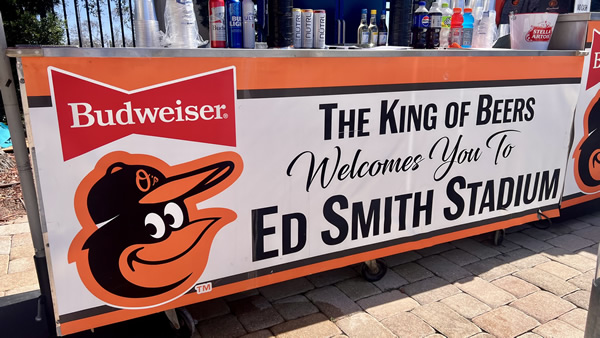 Budweiser®
THE KING OF BEERS
Welcomes You To
ED SMITH STADIUM
O's
TM
STELLA
ARTOIS